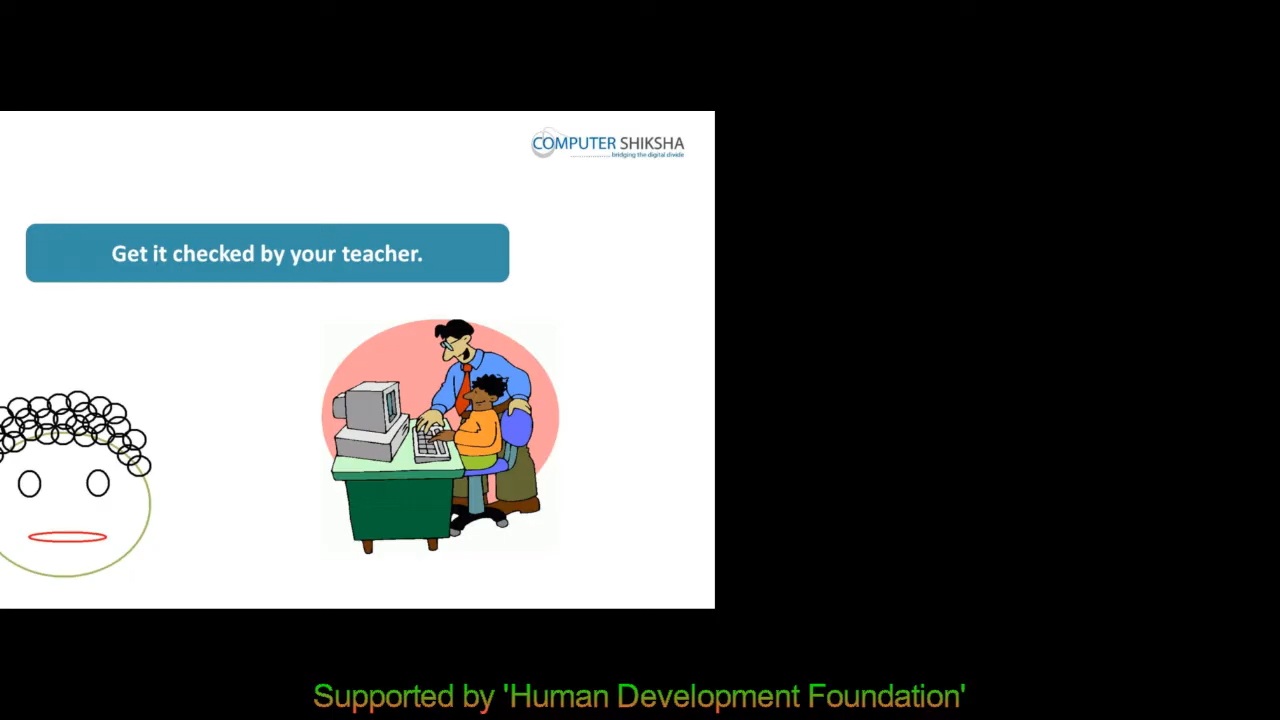 COMPUTER SHIKSHA
bridging the digital divide
Get it checked by your teacher.
Supported by 'Human Development Foundation'